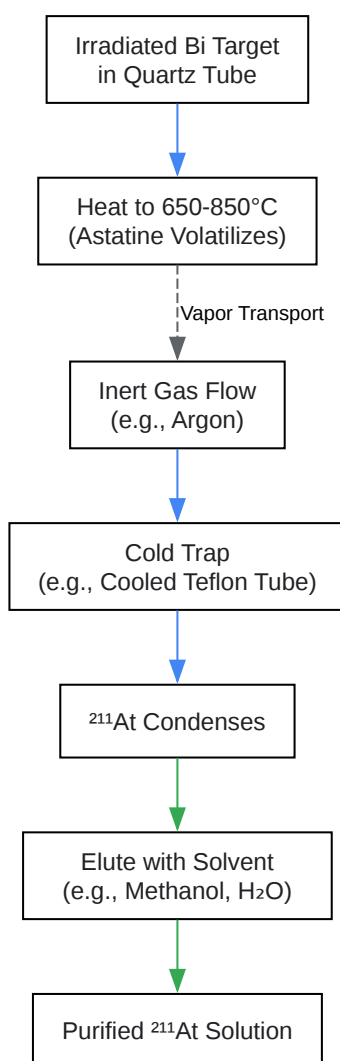 Irradiated Bi Target
in Quartz Tube
Heat to 650-850°C
(Astatine Volatilizes)
Vapor Transport
Inert Gas Flow
(e.g., Argon)
Cold Trap
(e.g., Cooled Teflon Tube)
²¹¹At Condenses
Elute with Solvent
(e.g., Methanol, H₂O)
Purified ²¹¹At Solution